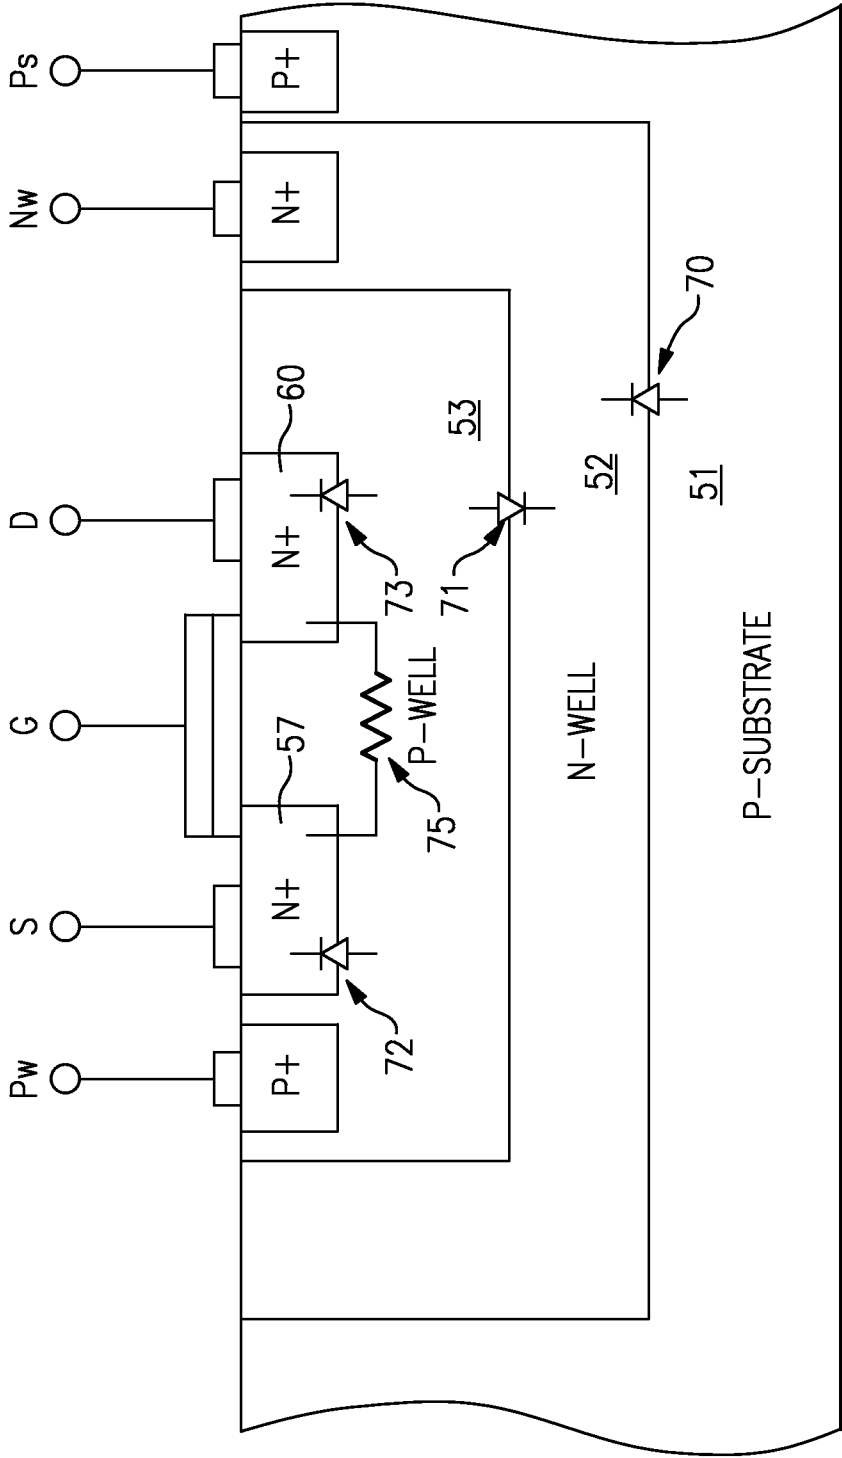 Pw
S
G
D
Nw
Ps
P+
N+
57
N+
60
N+
P+
72
75
73
P-WELL
71
53
N-WELL
52
70
51
P-SUBSTRATE